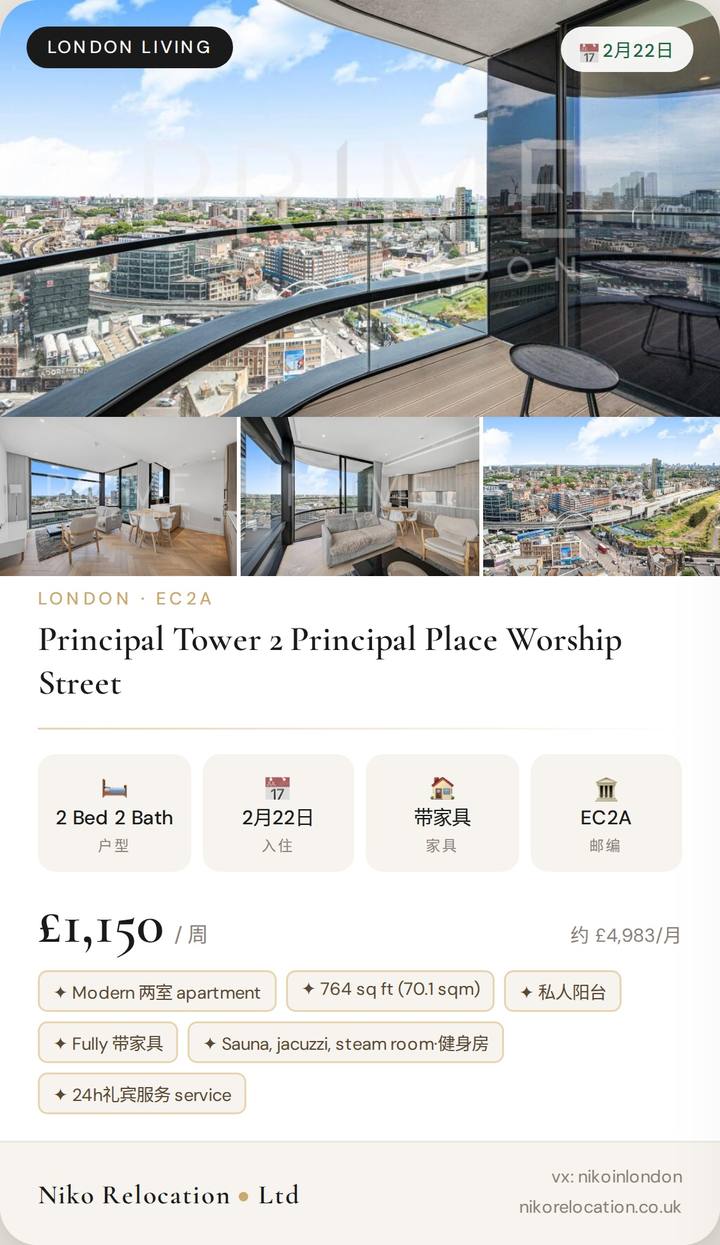 LONDON LIVING
17 2月22日
PRIME
LONDON
LONDON · EC2A
Principal Tower 2 Principal Place Worship
Street
17
2 Bed 2 Bath
户型
2月22日
入住
带家具
家具
EC2A
邮编
£1,150 / 周
约 £4,983/月
✦ Modern 两室 apartment
✦ 764 sq ft (70.1 sqm)
✦ 私人阳台
✦ Fully 带家具
✦ Sauna, jacuzzi, steam room·健身房
✦ 24h礼宾服务 service
Niko Relocation • Ltd
vx: nikoinlondon
nikorelocation.co.uk